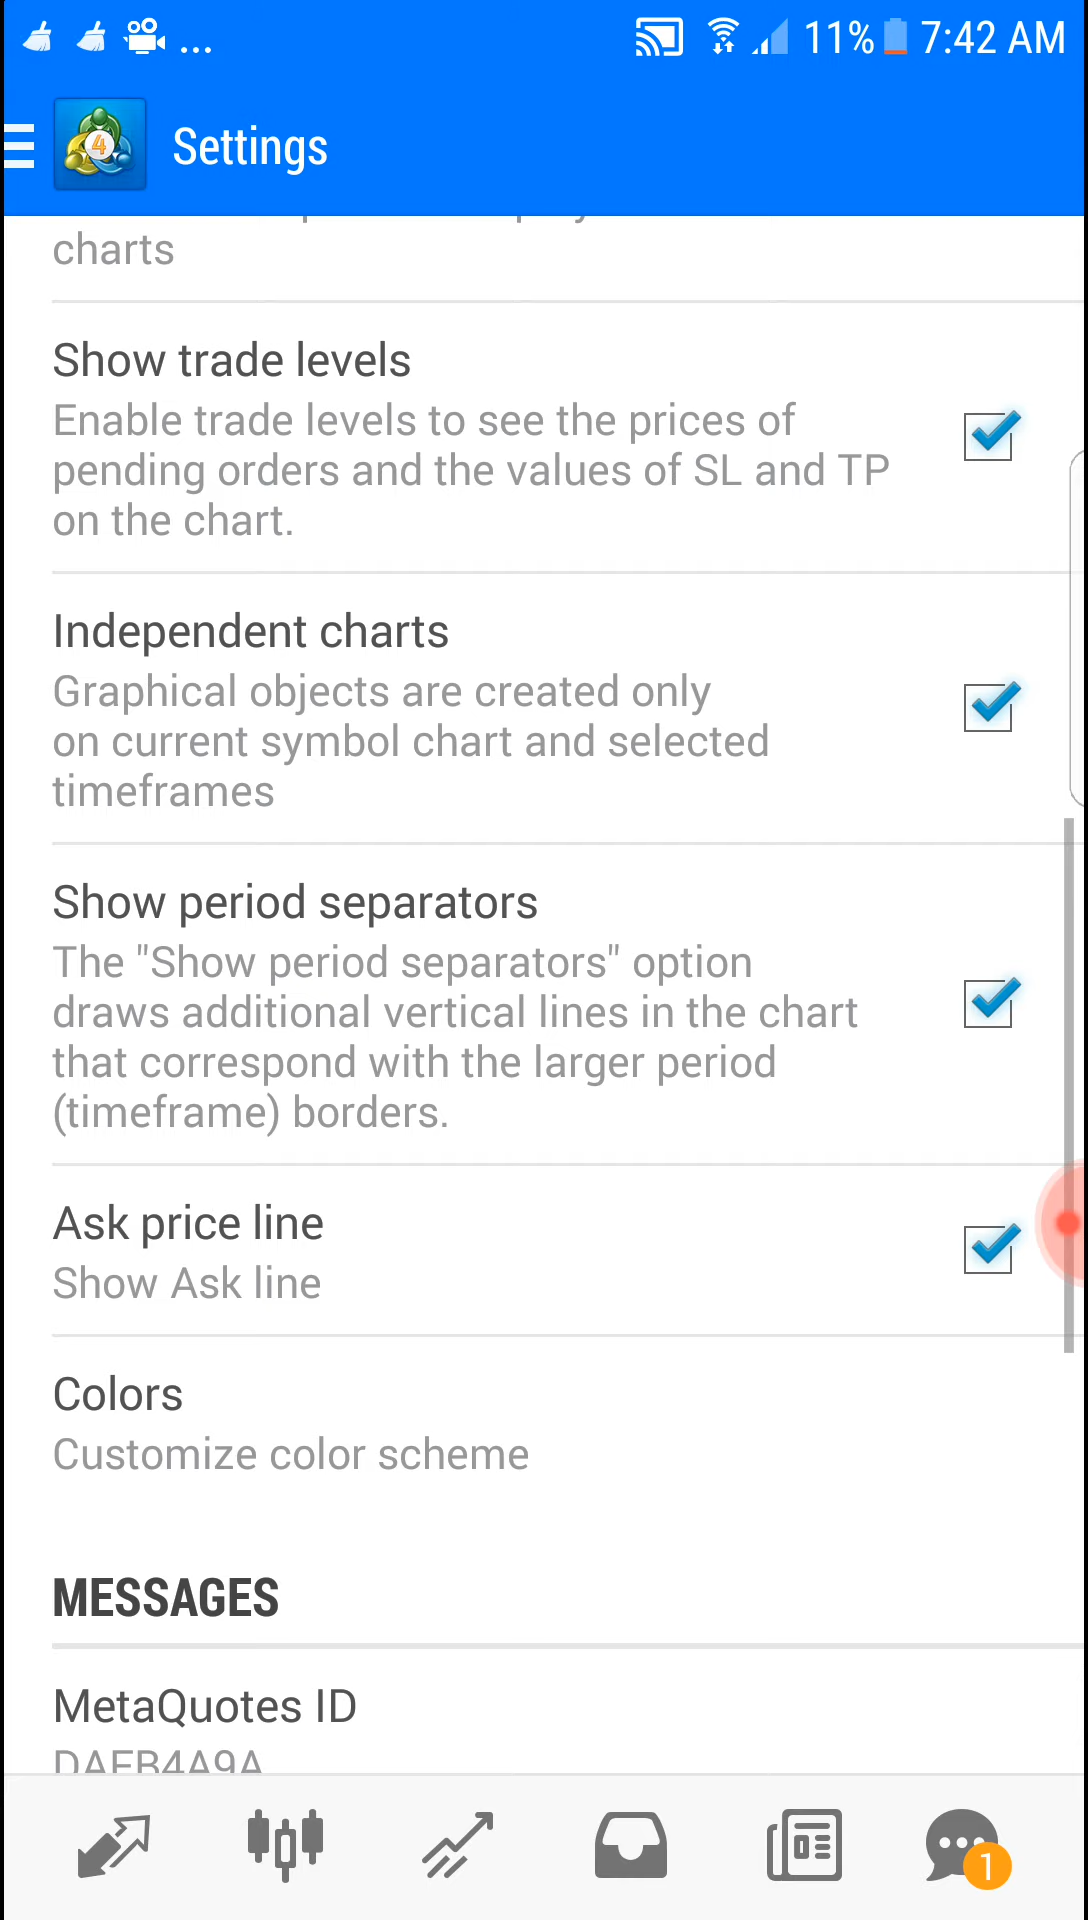 ... 11% 7:42 AM
4
Settings
charts
Show trade levels
Enable trade levels to see the prices of
pending orders and the values of SL and TP
on the chart.
Independent charts
Graphical objects are created only
on current symbol chart and selected
timeframes
Show period separators
The "Show period separators" option
draws additional vertical lines in the chart
that correspond with the larger period
(timeframe) borders.
Ask price line
Show Ask line
Colors
Customize color scheme
MESSAGES
MetaQuotes ID
1